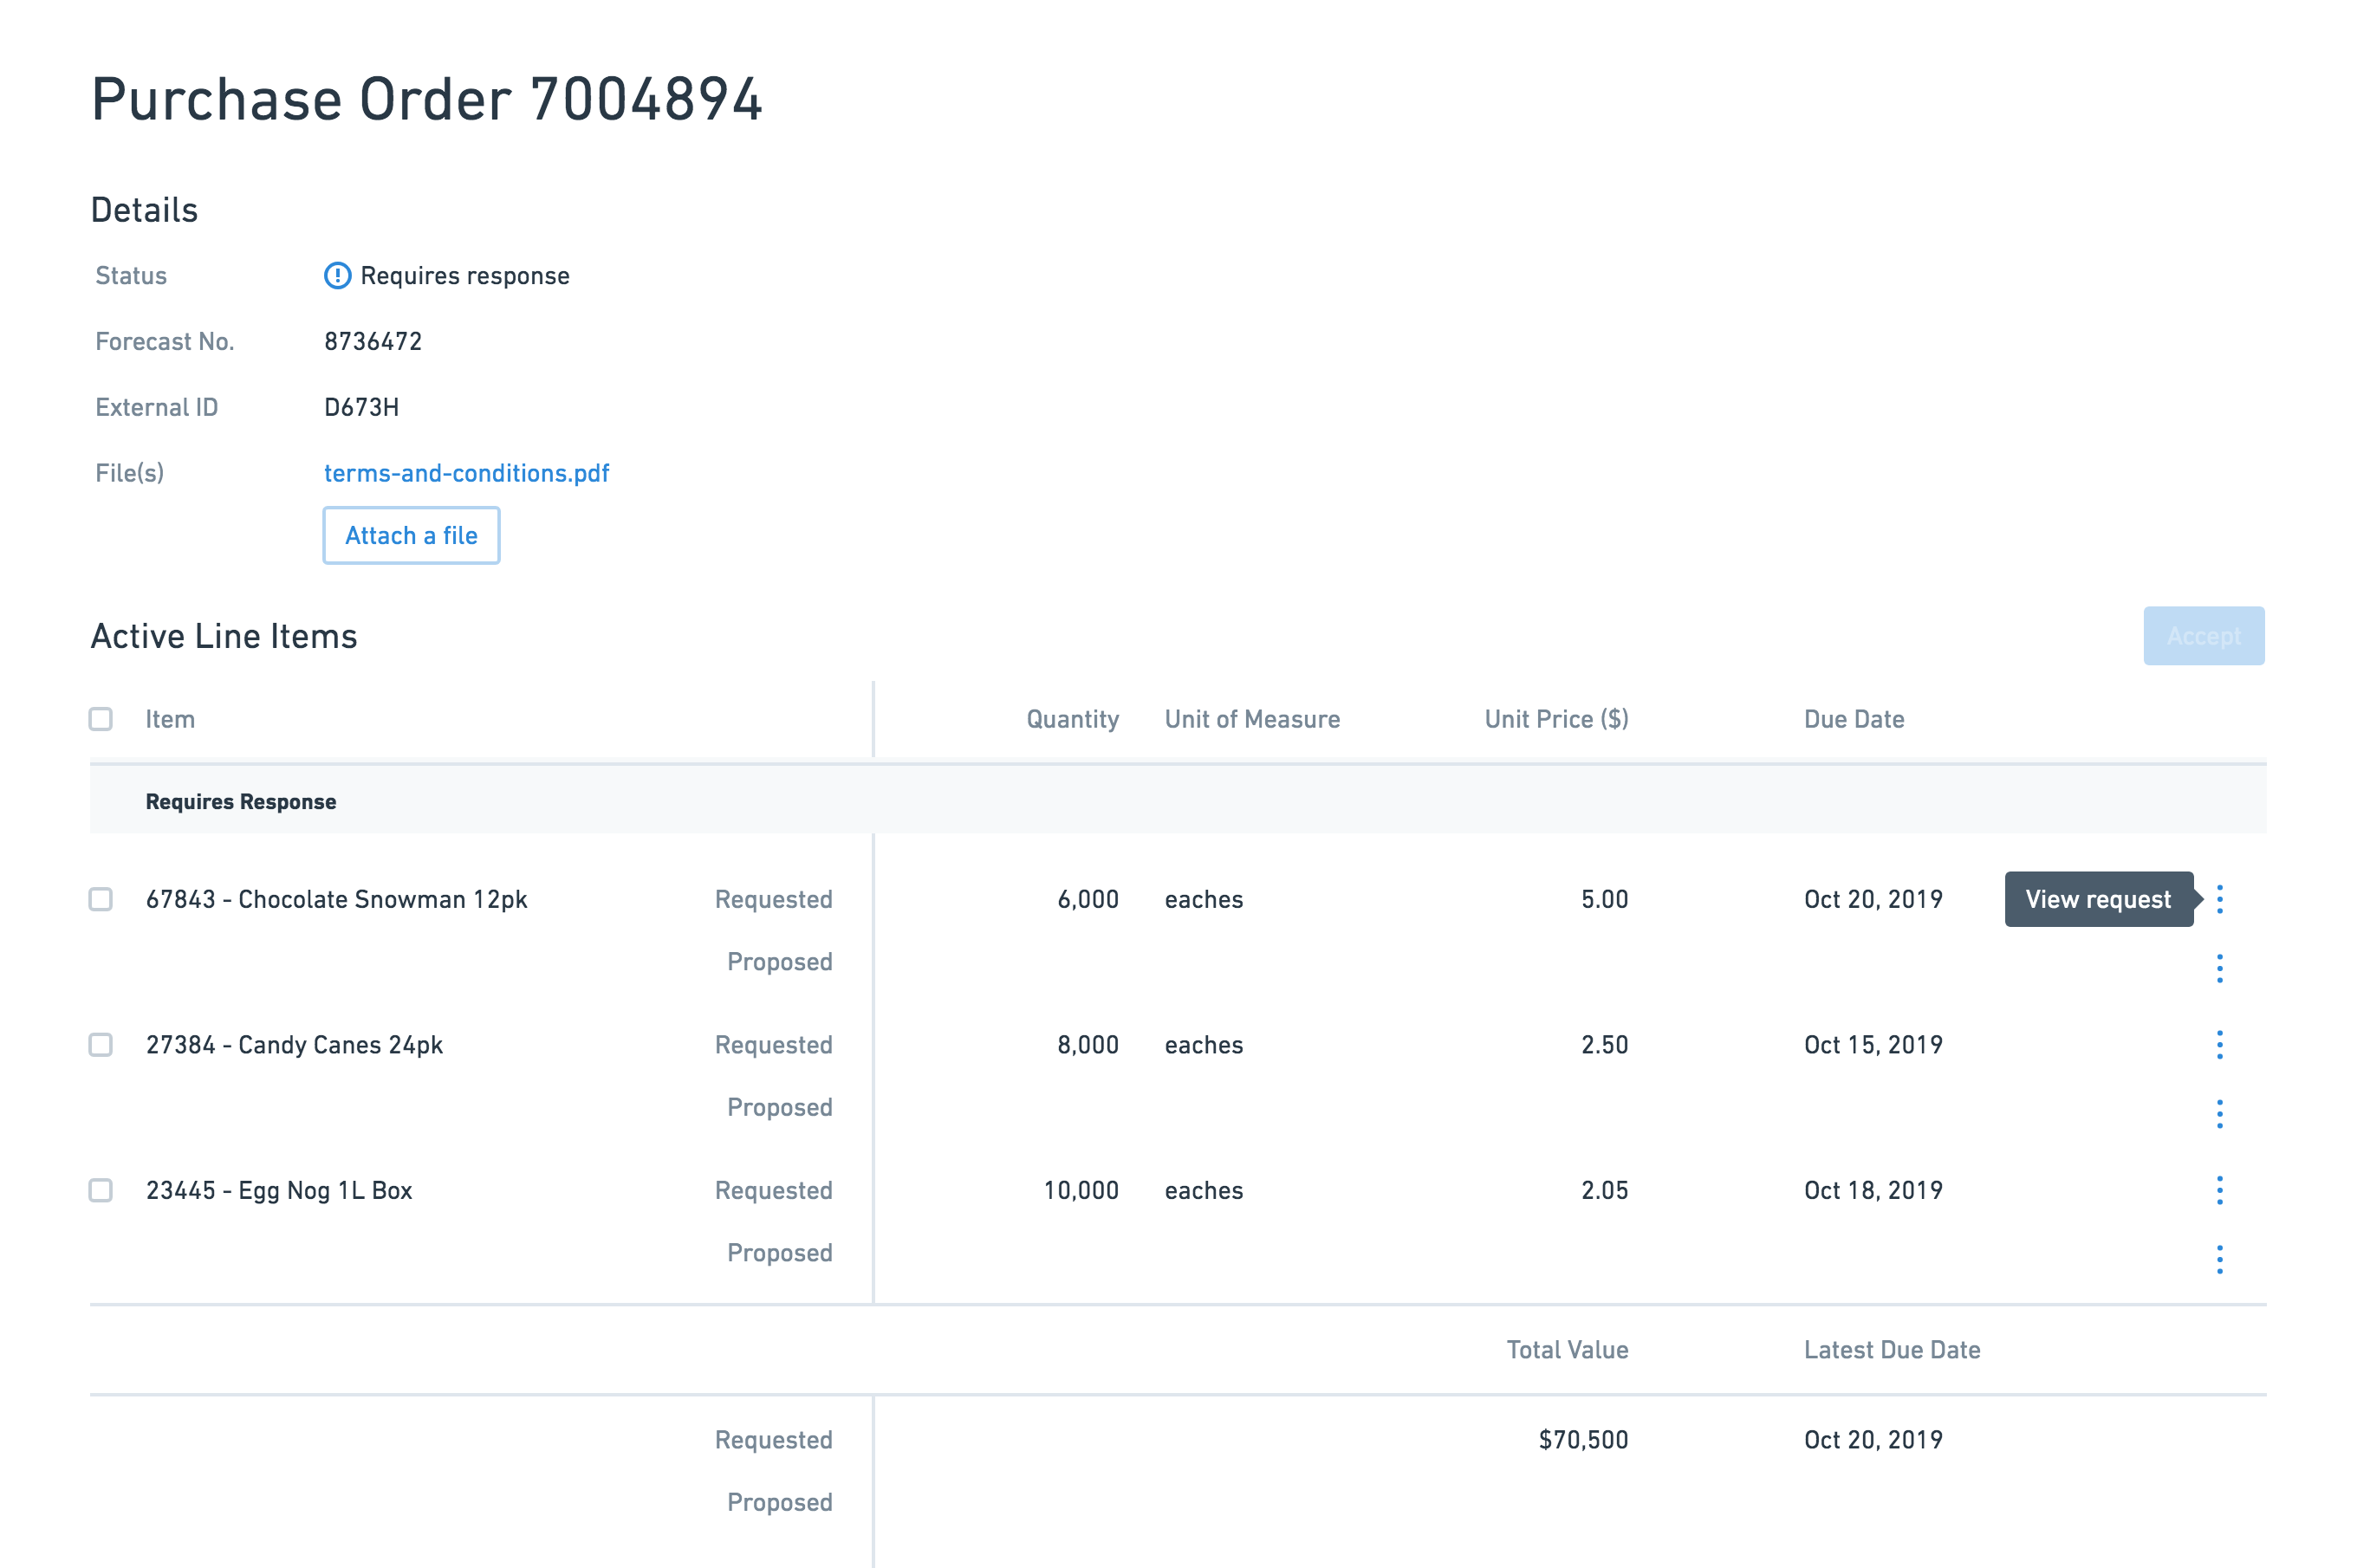 Purchase Order 7004894
Details
Status Requires response
Forecast No. 8736472
External ID D673H
File(s) terms-and-conditions.pdf
Attach a file
Active Line Items Accept
Item Quantity Unit of Measure Unit Price ($) Due Date
Requires Response
67843 - Chocolate Snowman 12pk Requested 6,000 eaches 5.00 Oct 20, 2019 View request
Proposed
27384 - Candy Canes 24pk Requested 8,000 eaches 2.50 Oct 15, 2019
Proposed
23445 - Egg Nog 1L Box Requested 10,000 eaches 2.05 Oct 18, 2019
Proposed
Total Value Latest Due Date
Requested $70,500 Oct 20, 2019
Proposed